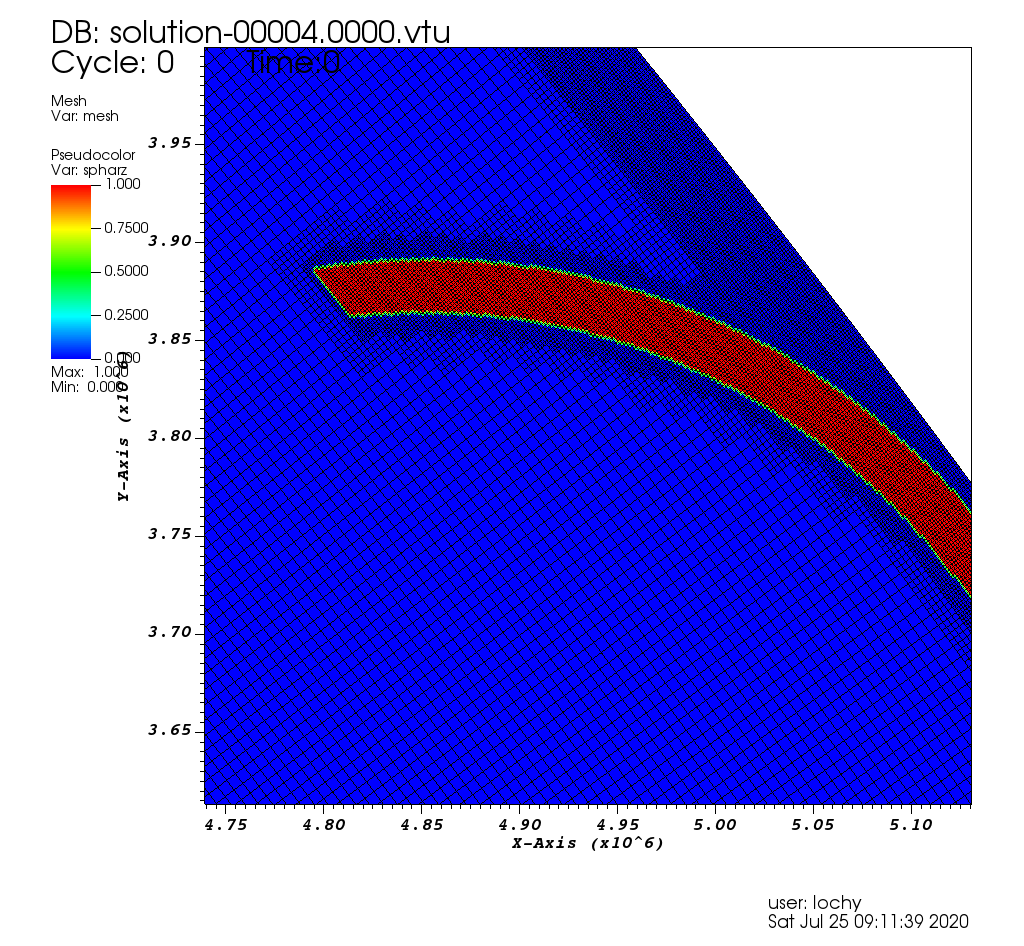 DB: solution-00004.0000.vtu
Cycle: 0 Time:0
Mesh
Var: mesh
Pseudocolor
Var: spharz
1.000
0.7500
0.5000
0.2500
0.000
Max: 1.000
Min: 0.000
Y-Axis (x10^6)
3.95
3.90
3.85
3.80
3.75
3.70
3.65
4.75 4.80 4.85 4.90 4.95 5.00 5.05 5.10
X-Axis (x10^6)
user: lochy
Sat Jul 25 09:11:39 2020